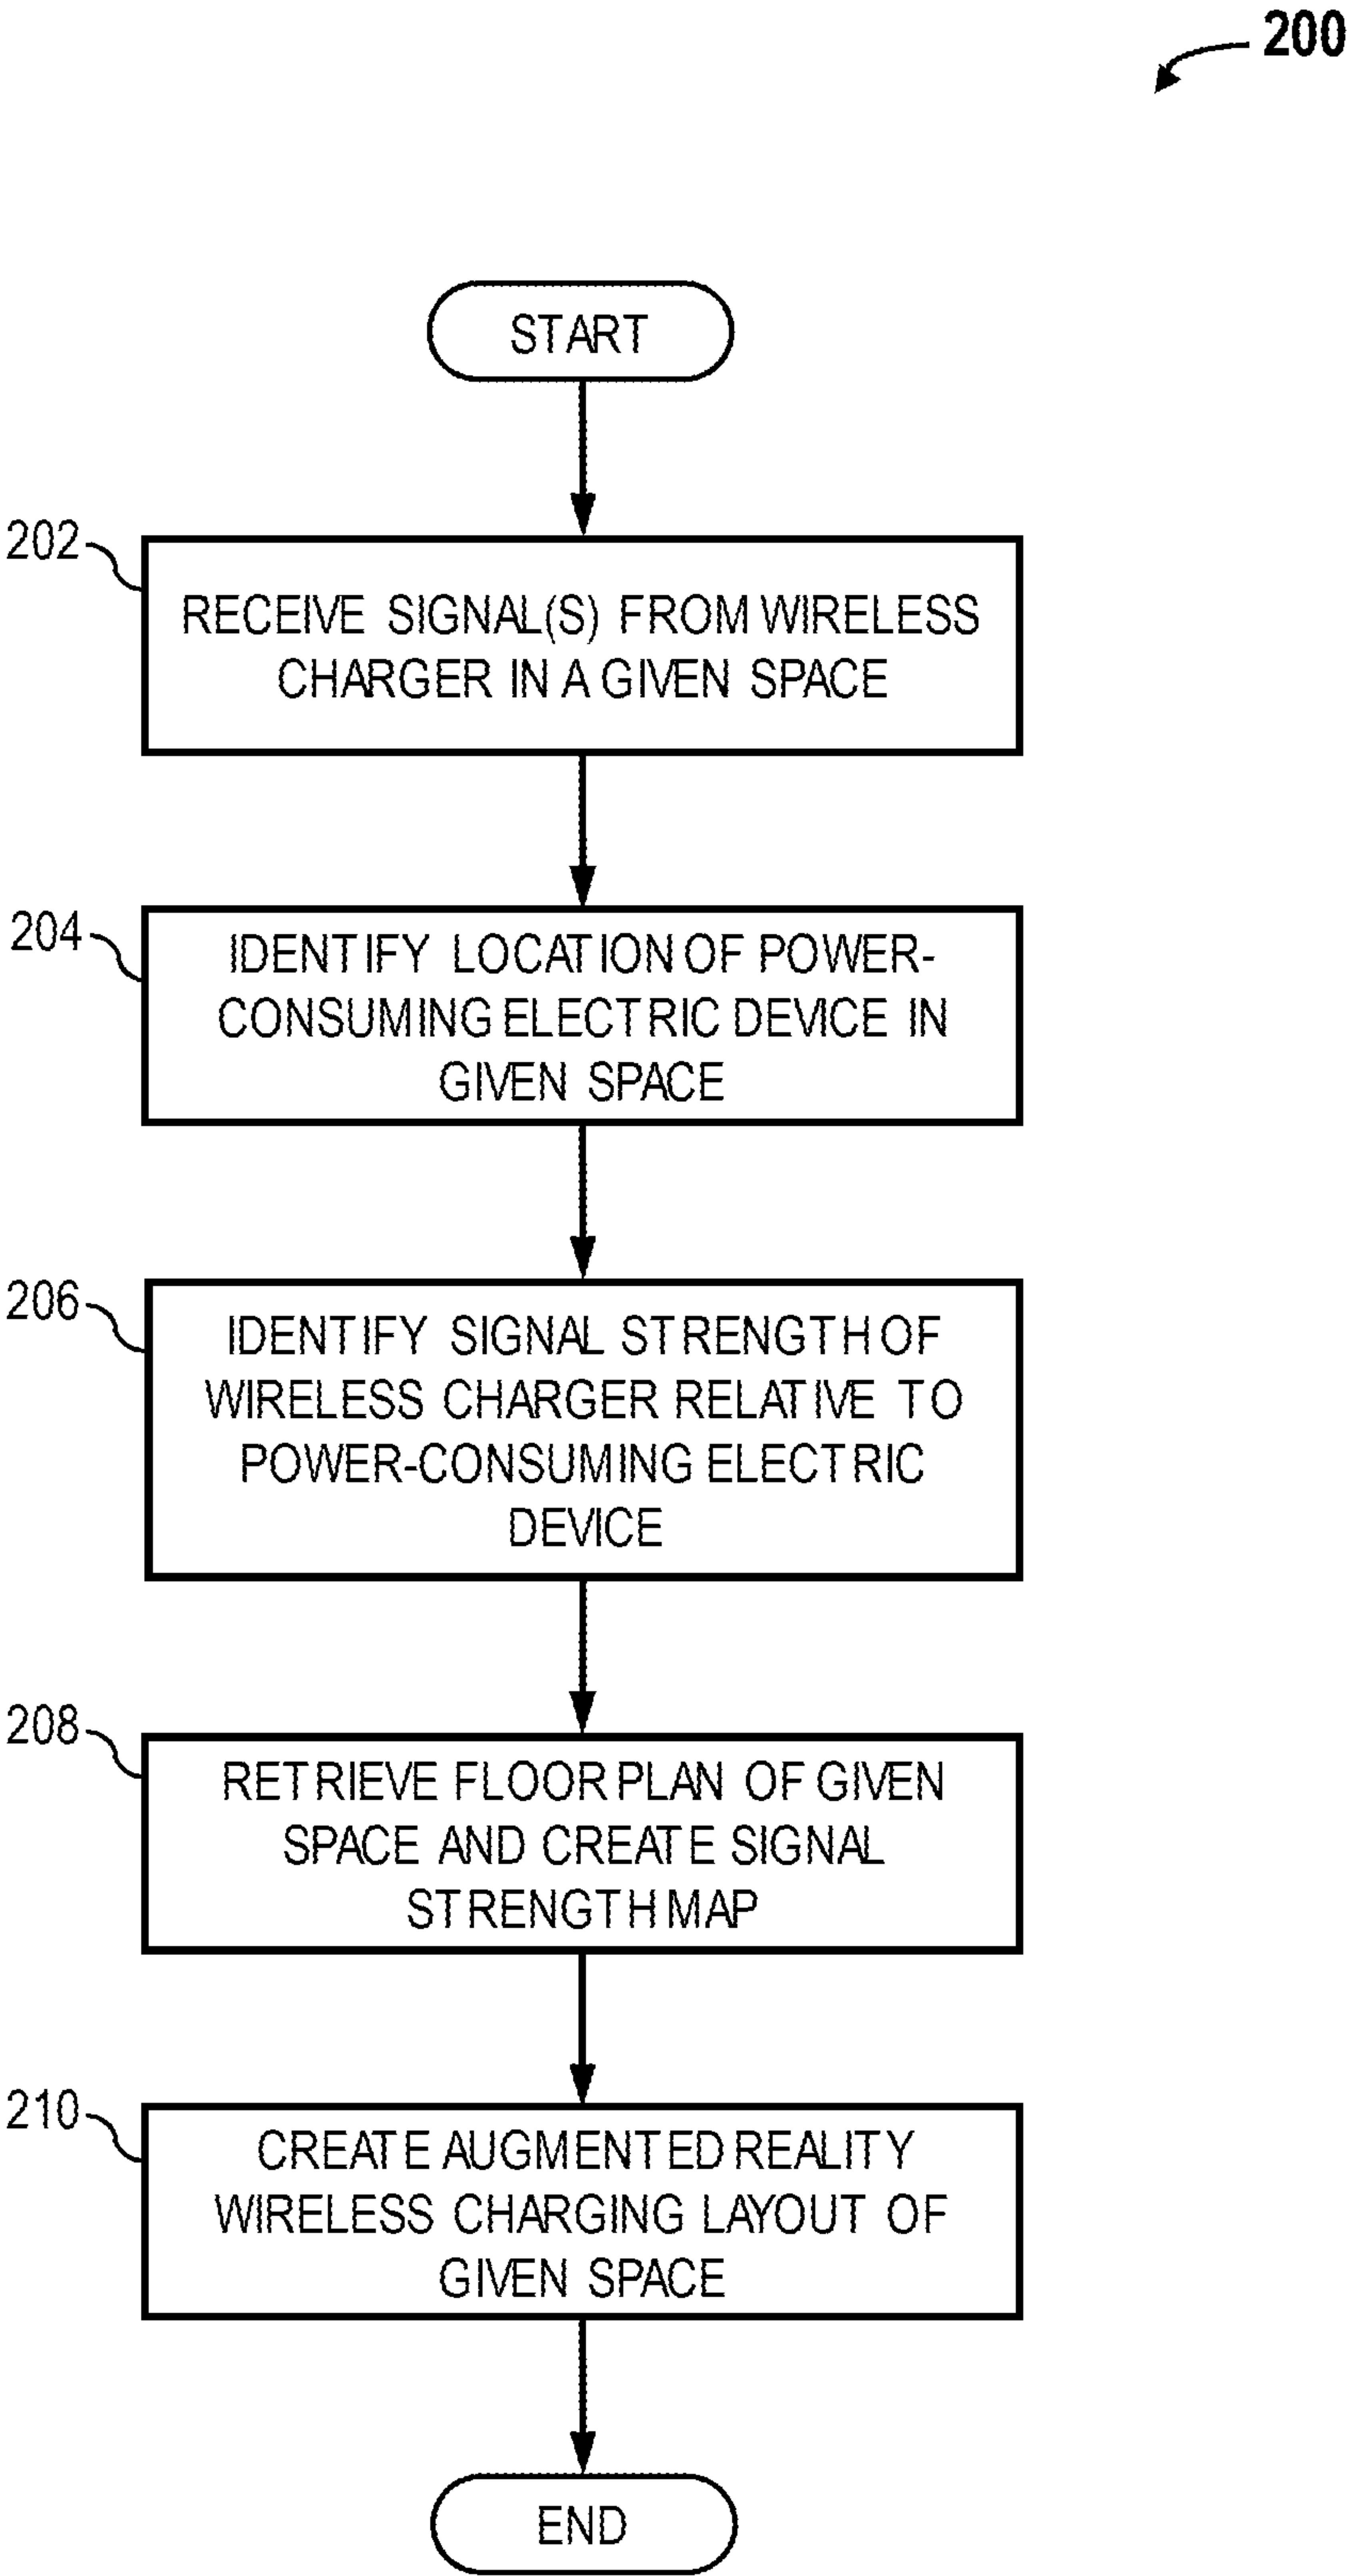 200
START
202
RECEIVE SIGNAL(S) FROM WIRELESS
CHARGER IN A GIVEN SPACE
204
IDENTIFY LOCATION OF POWER-
CONSUMING ELECTRIC DEVICE IN
GIVEN SPACE
206
IDENTIFY SIGNAL STRENGTH OF
WIRELESS CHARGER RELATIVE TO
POWER-CONSUMING ELECTRIC
DEVICE
208
RETRIEVE FLOOR PLAN OF GIVEN
SPACE AND CREATE SIGNAL
STRENGTH MAP
210
CREATE AUGMENTED REALITY
WIRELESS CHARGING LAYOUT OF
GIVEN SPACE
END